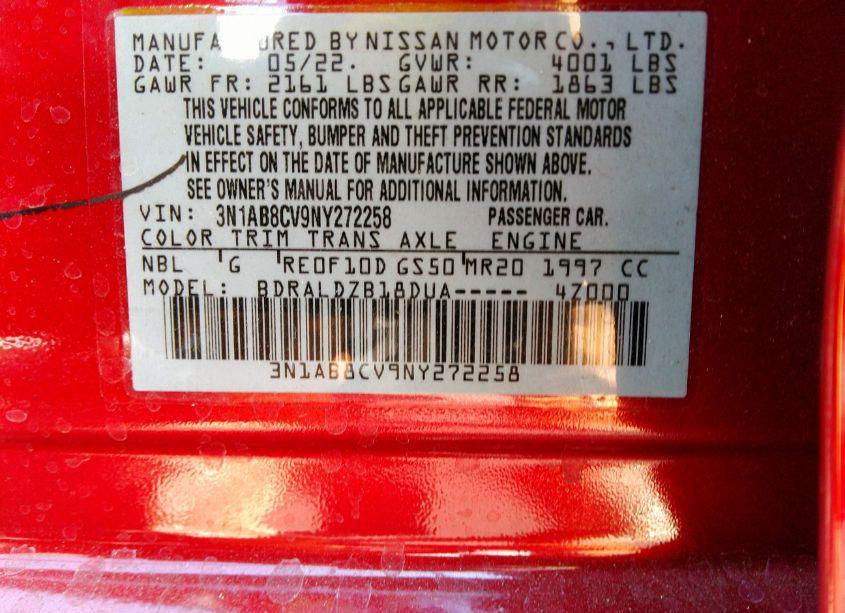 MANUFA URED BY NISSAN MOTOR CO., LTD.
DATE: 05/22. GVWR: 4001 LBS
GAWR FR: 2161 LBS GAWR RR: 1863 LBS
THIS VEHICLE CONFORMS TO ALL APPLICABLE FEDERAL MOTOR
VEHICLE SAFETY, BUMPER AND THEFT PREVENTION STANDARDS
IN EFFECT ON THE DATE OF MANUFACTURE SHOWN ABOVE.
SEE OWNER'S MANUAL FOR ADDITIONAL INFORMATION.
VIN: 3N1AB8CV9NY272258 PASSENGER CAR.
COLOR TRIM TRANS AXLE ENGINE
NBL G RE0F10D GS50 MR20 1997 CC
MODEL: BDRALDZB18DUA----- 4Z000
3N1AB8CV9NY272258